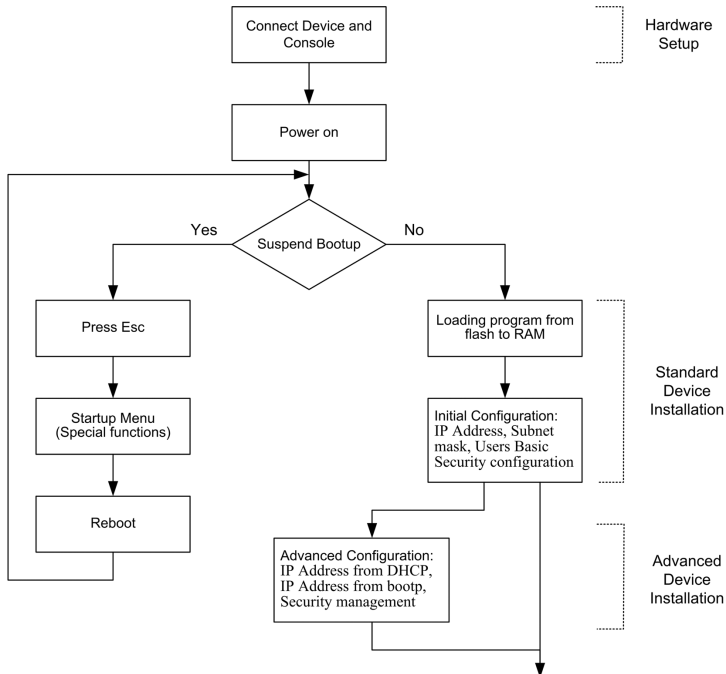 Connect Device and
Console
Hardware
Setup
Power on
Yes
Suspend Bootup
No
Press Esc
Loading program from
flash to RAM
Standard
Device
Installation
Startup Menu
(Special functions)
Initial Configuration:
IP Address, Subnet
mask, Users Basic
Security configuration
Reboot
Advanced Configuration:
IP Address from DHCP,
IP Address from bootp,
Security management
Advanced
Device
Installation